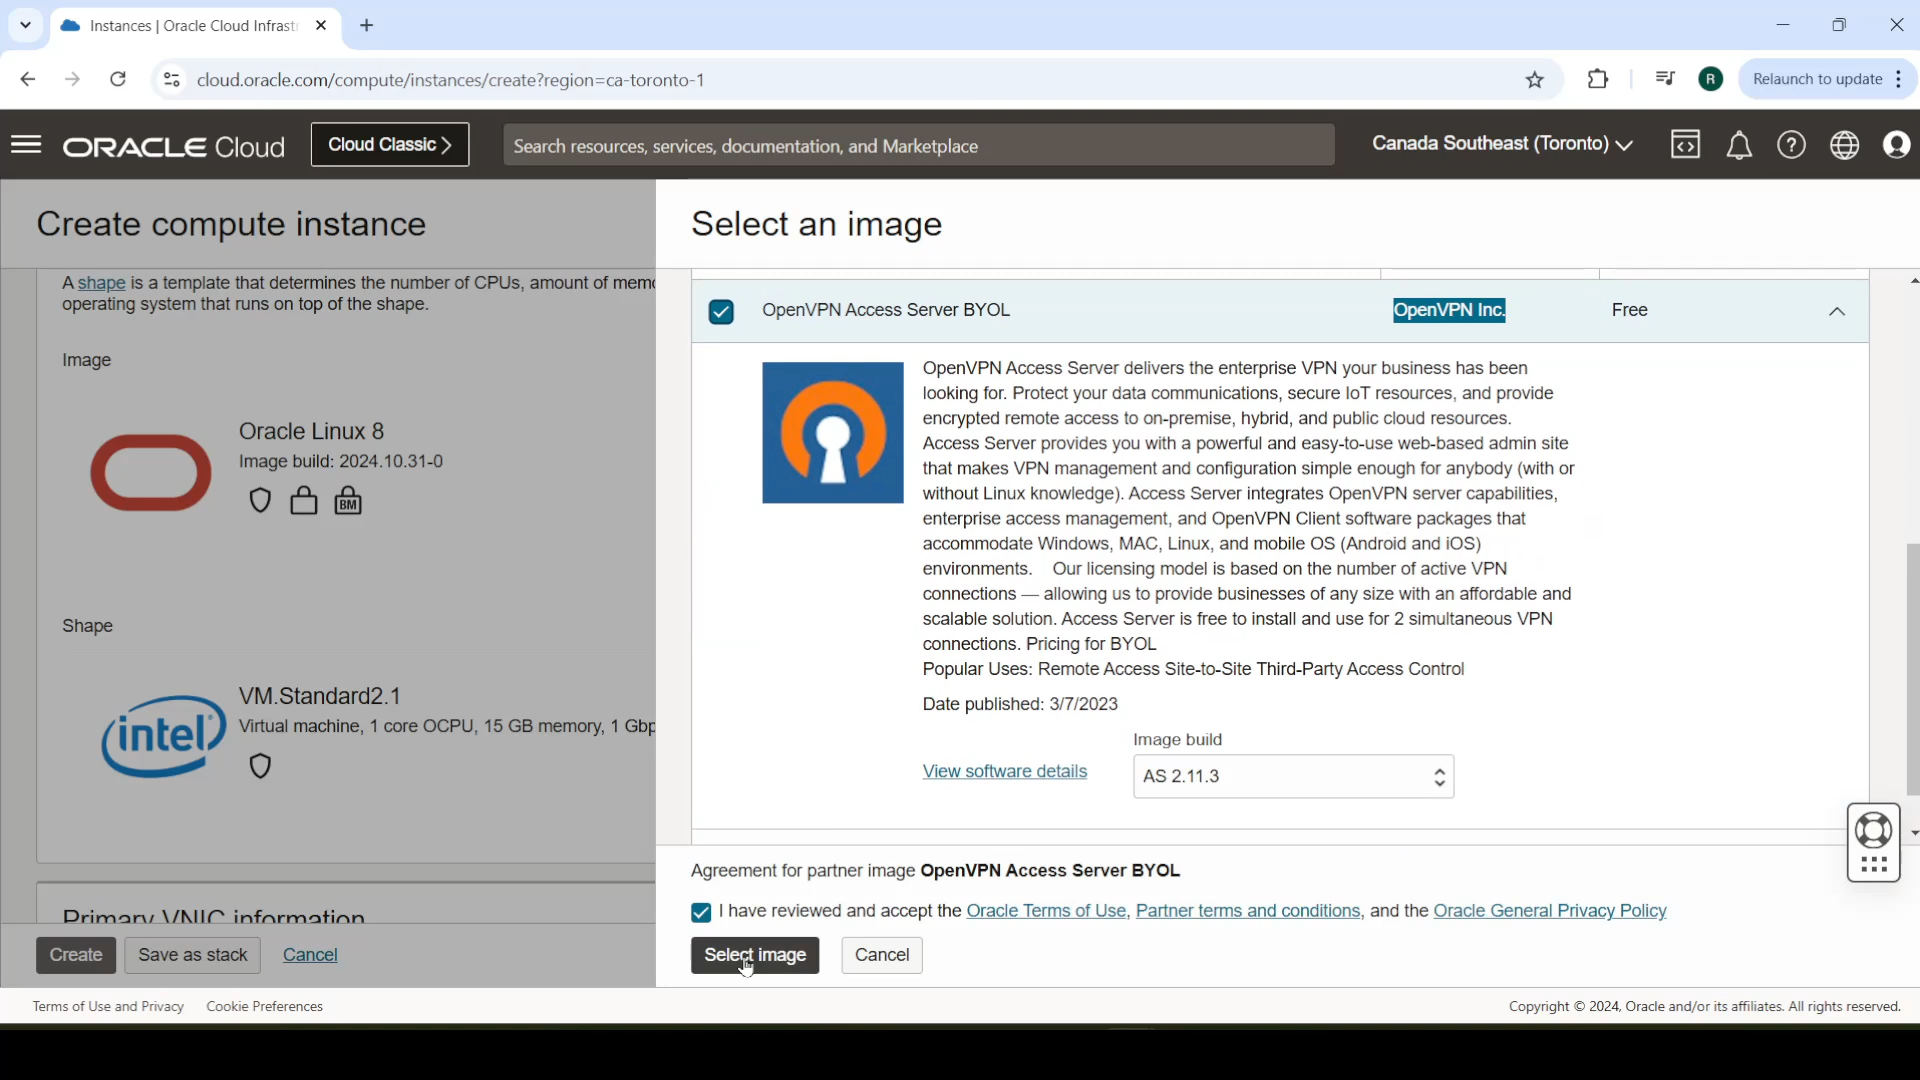 Instances | Oracle Cloud Infrast
cloud.oracle.com/compute/instances/create?region=ca-toronto-1
R
Relaunch to update
ORACLE Cloud
Cloud Classic >
Search resources, services, documentation, and Marketplace
Canada Southeast (Toronto)
Create compute instance
Select an image
A shape is a template that determines the number of CPUs, amount of mem
operating system that runs on top of the shape.
Image
Oracle Linux 8
Image build: 2024.10.31-0
BM
Shape
intel
VM.Standard2.1
Virtual machine, 1 core OCPU, 15 GB memory, 1 Gbp
Primary VNIC information
Create
Save as stack
Cancel
OpenVPN Access Server BYOL
OpenVPN Inc.
Free
OpenVPN Access Server delivers the enterprise VPN your business has been
looking for. Protect your data communications, secure IoT resources, and provide
encrypted remote access to on-premise, hybrid, and public cloud resources.
Access Server provides you with a powerful and easy-to-use web-based admin site
that makes VPN management and configuration simple enough for anybody (with or
without Linux knowledge). Access Server integrates OpenVPN server capabilities,
enterprise access management, and OpenVPN Client software packages that
accommodate Windows, MAC, Linux, and mobile OS (Android and iOS)
environments. Our licensing model is based on the number of active VPN
connections — allowing us to provide businesses of any size with an affordable and
scalable solution. Access Server is free to install and use for 2 simultaneous VPN
connections. Pricing for BYOL
Popular Uses: Remote Access Site-to-Site Third-Party Access Control
Date published: 3/7/2023
Image build
View software details
AS 2.11.3
Agreement for partner image OpenVPN Access Server BYOL
I have reviewed and accept the Oracle Terms of Use, Partner terms and conditions, and the Oracle General Privacy Policy
Select image
Cancel
Terms of Use and Privacy
Cookie Preferences
Copyright © 2024, Oracle and/or its affiliates. All rights reserved.